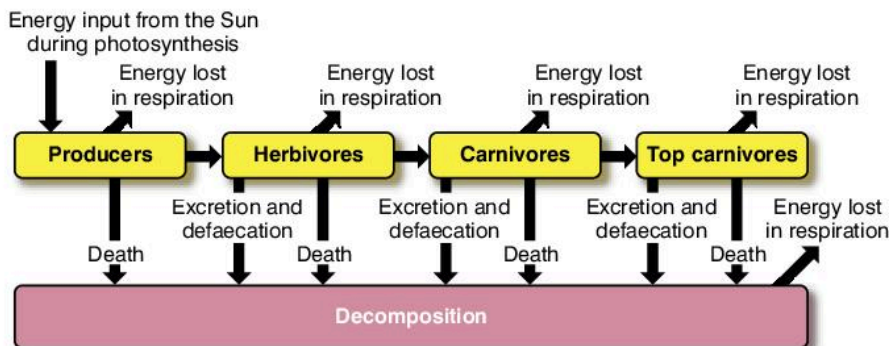 Energy input from the Sun
during photosynthesis
Energy lost
in respiration
Energy lost
in respiration
Energy lost
in respiration
Energy lost
in respiration
Producers
Herbivores
Carnivores
Top carnivores
Excretion and
defaecation
Excretion and
defaecation
Excretion and
defaecation
Energy lost
in respiration
Death
Death
Death
Death
Decomposition